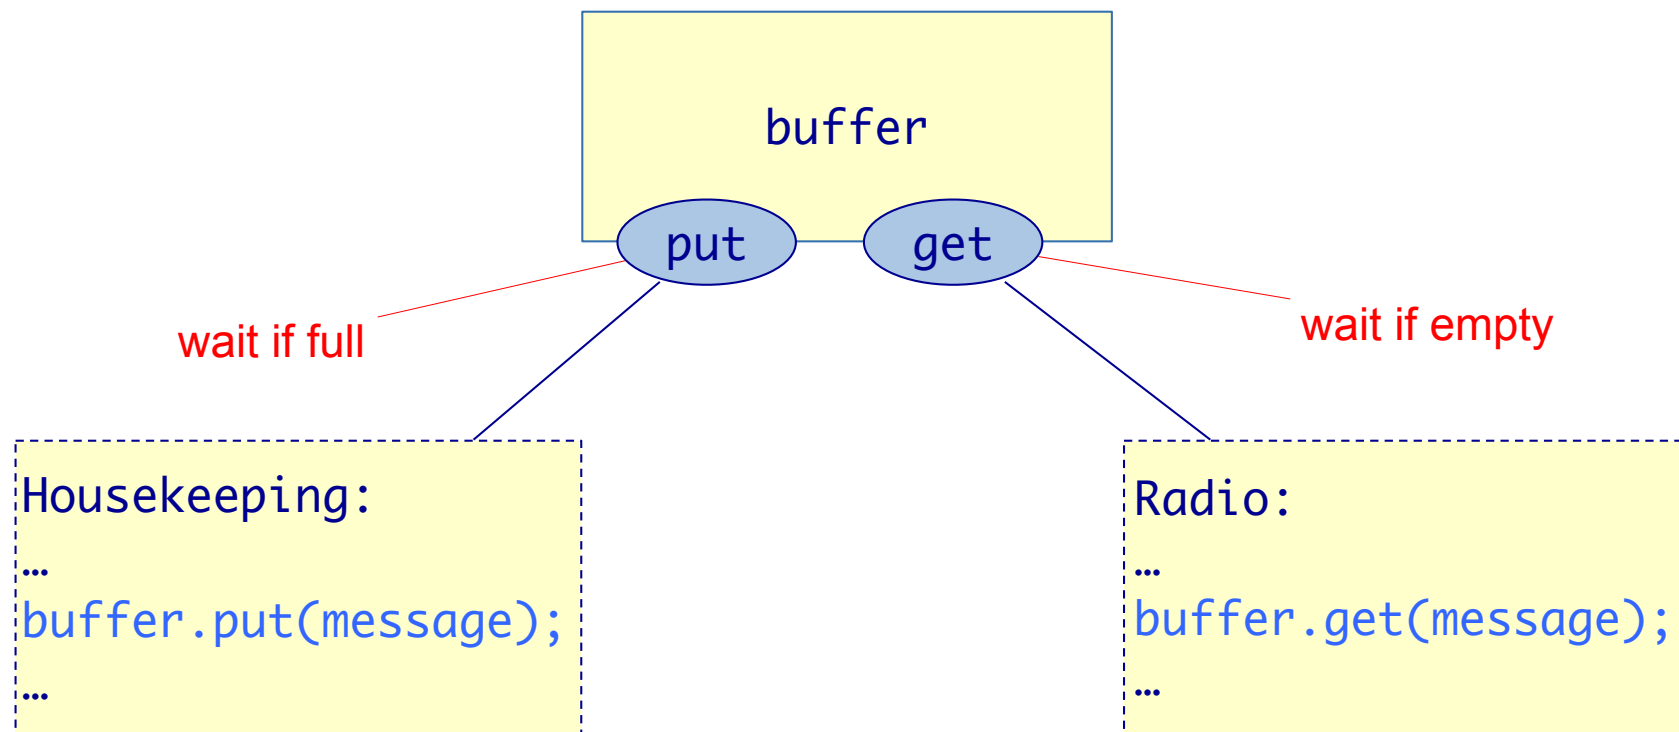 buffer
put
get
wait if full
wait if empty
Housekeeping:
…
buffer.put(message);
…
Radio:
…
buffer.get(message);
…